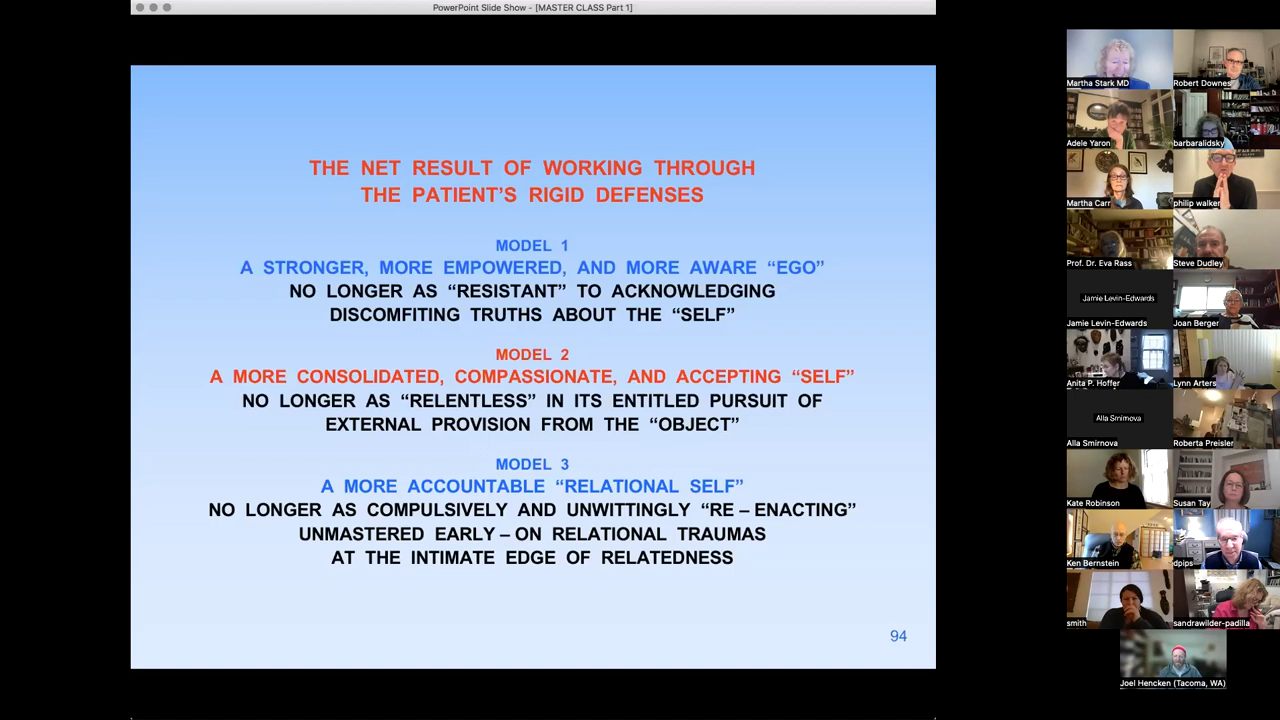 PowerPoint Slide Show - [MASTER CLASS Part 1]
THE NET RESULT OF WORKING THROUGH
THE PATIENT’S RIGID DEFENSES
MODEL 1
A STRONGER, MORE EMPOWERED, AND MORE AWARE “EGO”
NO LONGER AS “RESISTANT” TO ACKNOWLEDGING
DISCOMFITING TRUTHS ABOUT THE “SELF”
MODEL 2
A MORE CONSOLIDATED, COMPASSIONATE, AND ACCEPTING “SELF”
NO LONGER AS “RELENTLESS” IN ITS ENTITLED PURSUIT OF
EXTERNAL PROVISION FROM THE “OBJECT”
MODEL 3
A MORE ACCOUNTABLE “RELATIONAL SELF”
NO LONGER AS COMPULSIVELY AND UNWITTINGLY “RE – ENACTING”
UNMASTERED EARLY – ON RELATIONAL TRAUMAS
AT THE INTIMATE EDGE OF RELATEDNESS
94
Martha Stark MD
Robert Downes
Adele Yaron
barbaralidsky
Martha Carr
philip walker
Prof. Dr. Eva Rass
Steve Dudley
Jamie Levin-Edwards
Jamie Levin-Edwards
Joan Berger
Anita P. Hoffer
Lynn Arters
Alla Smirnova
Alla Smirnova
Roberta Preisler
Kate Robinson
Susan Tay
Ken Bernstein
dpips
smith
sandrawilder-padilla
Joel Hencken (Tacoma, WA)